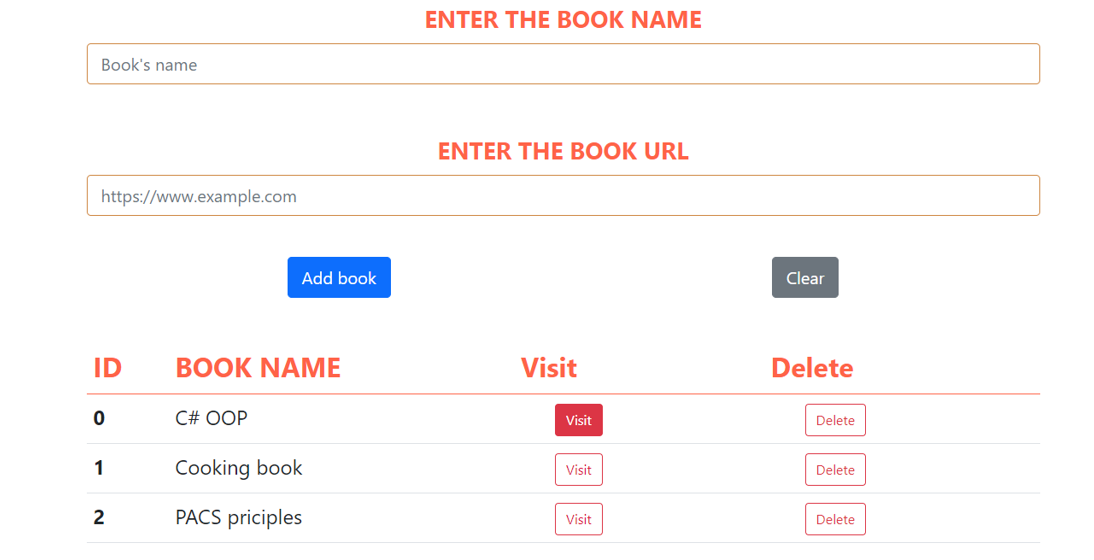 ENTER THE BOOK NAME
Book's name
ENTER THE BOOK URL
https://www.example.com
Add book Clear
ID BOOK NAME Visit Delete
0 C# OOP Visit Delete
1 Cooking book Visit Delete
2 PACS priciples Visit Delete